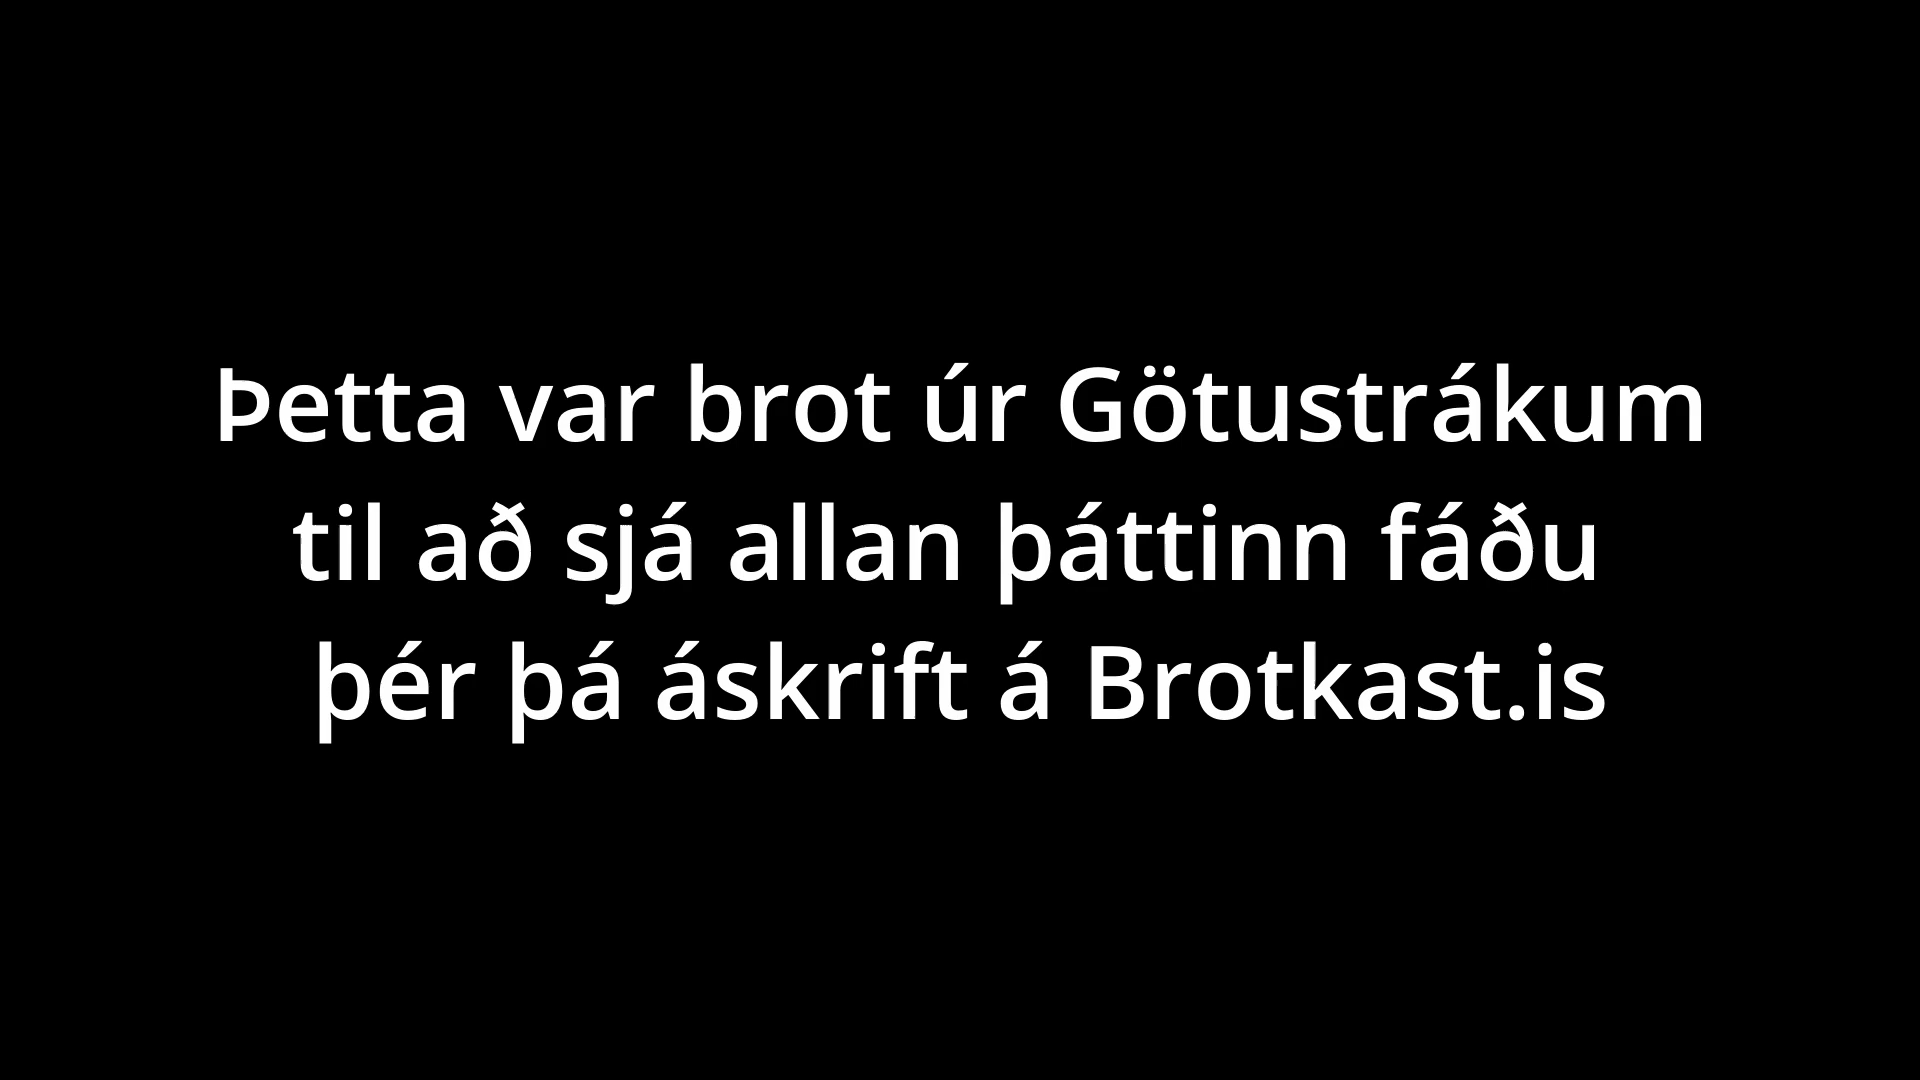 Þetta var brot úr Götustrákum
til að sjá allan þáttinn fáðu
þér þá áskrift á Brotkast.is